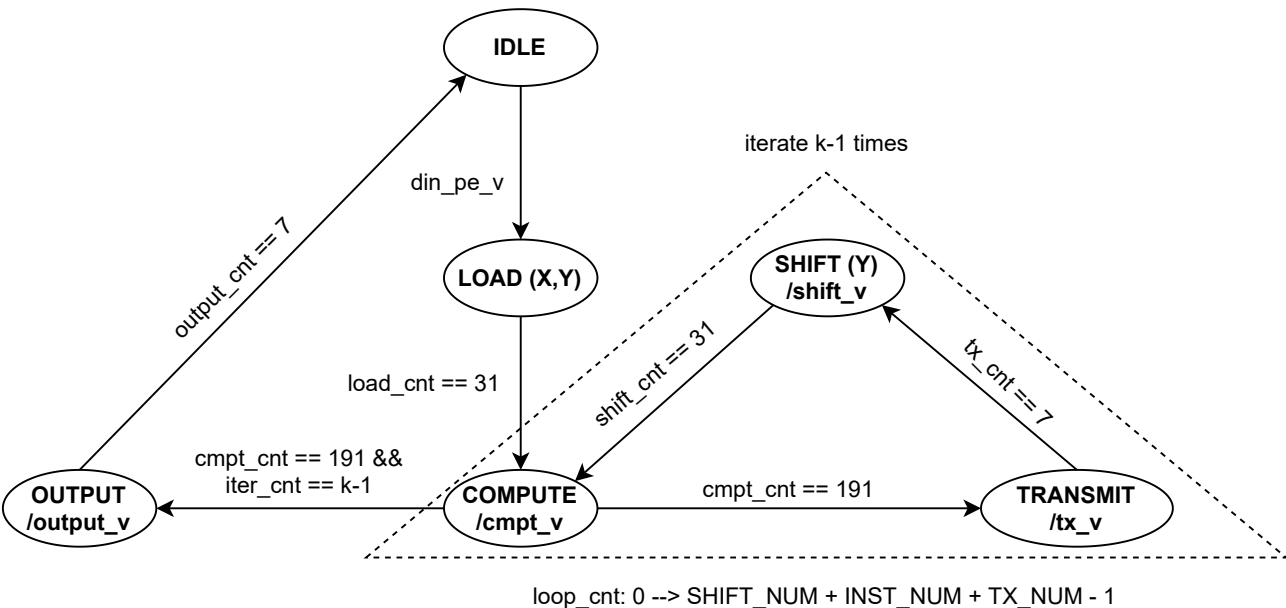 IDLE
iterate k-1 times
din_pe_v
output_cnt == 7
LOAD (X,Y)
SHIFT (Y)
/shift_v
load_cnt == 31
shift_cnt == 31
tx_cnt == 7
cmpt_cnt == 191 &&
iter_cnt == k-1
OUTPUT
/output_v
COMPUTE
/cmpt_v
cmpt_cnt == 191
TRANSMIT
/tx_v
loop_cnt: 0 --> SHIFT_NUM + INST_NUM + TX_NUM - 1